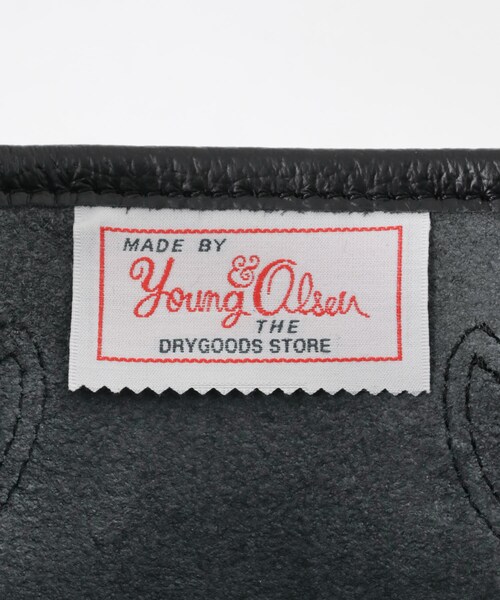 MADE BY
Young & Olsen
THE
DRYGOODS STORE